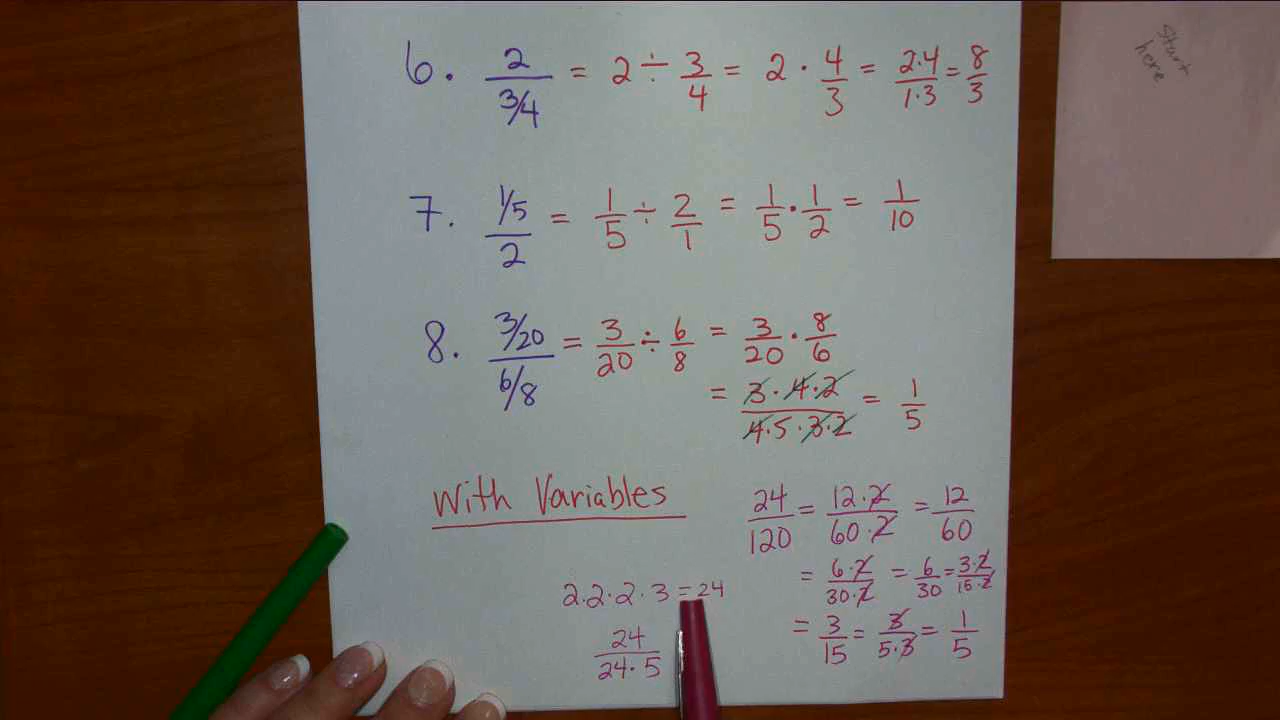 6. 2/(3/4) = 2 ÷ 3/4 = 2 · 4/3 = 2·4/1·3 = 8/3
Start
here
7. (1/5)/2 = 1/5 ÷ 2/1 = 1/5 · 1/2 = 1/10
8. (3/20)/(6/8) = 3/20 ÷ 6/8 = 3/20 · 8/6
= 3·4·2/4·5·3·2 = 1/5
With Variables
24/120 = 12·2/60·2 = 12/60
= 6·2/30·2 = 6/30 = 3·2/15·2
= 3/15 = 3/5·3 = 1/5
2·2·2·3 = 24
24/24·5